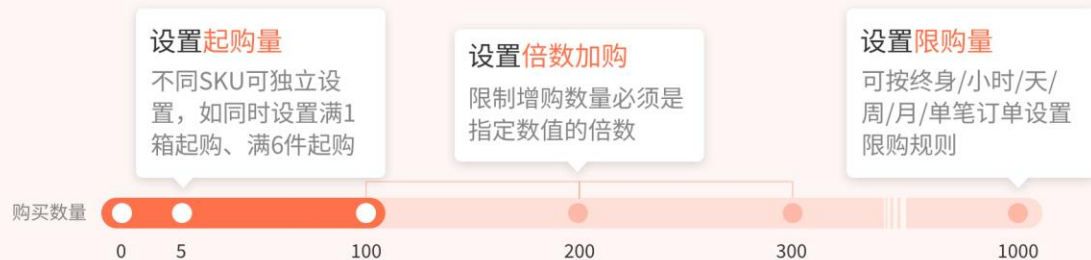 设置起购量
不同SKU可独立设
置，如同时设置满1
箱起购、满6件起购
设置倍数加购
限制增购数量必须是
指定数值的倍数
设置限购量
可按终身/小时/天/
周/月/单笔订单设置
限购规则
购买数量
0 5 100 200 300 1000